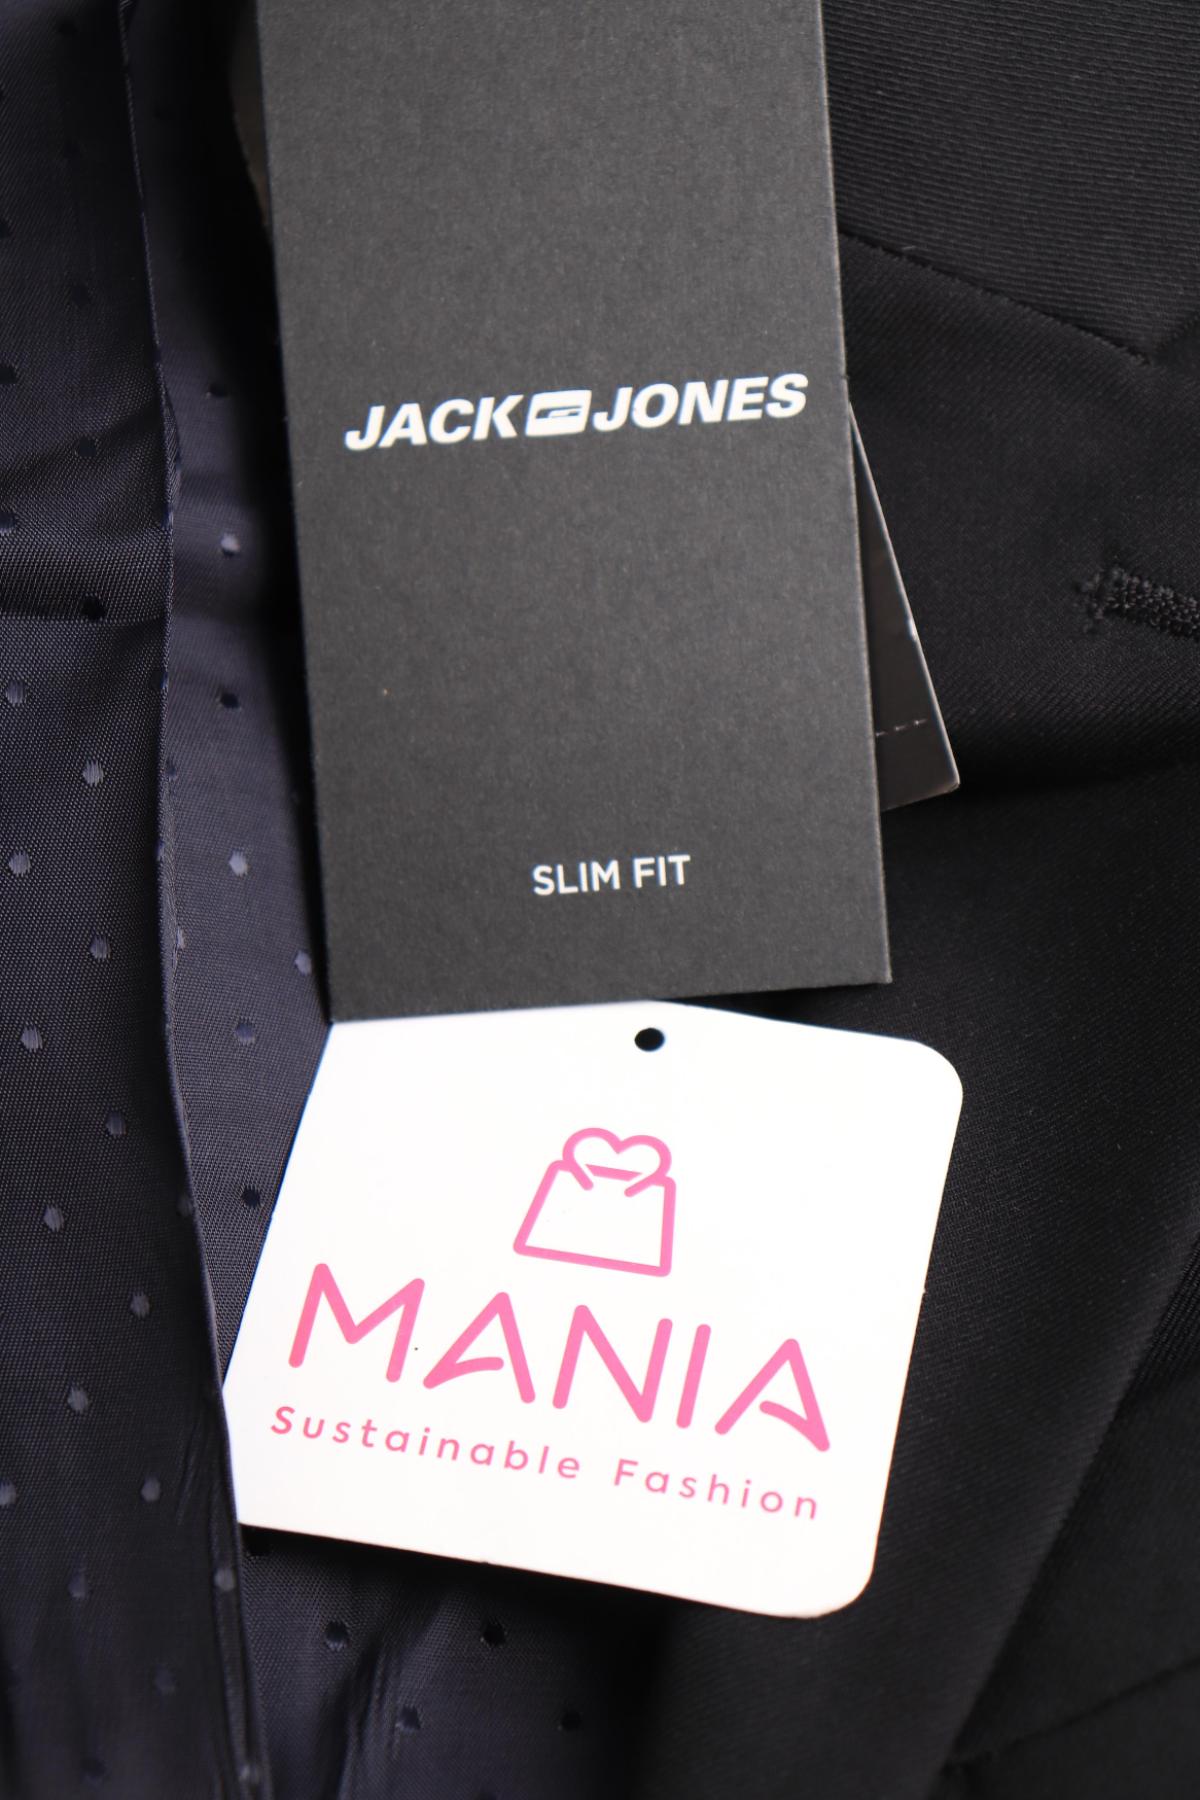 JACK JONES
SLIM FIT
MANIA
Sustainable Fashion